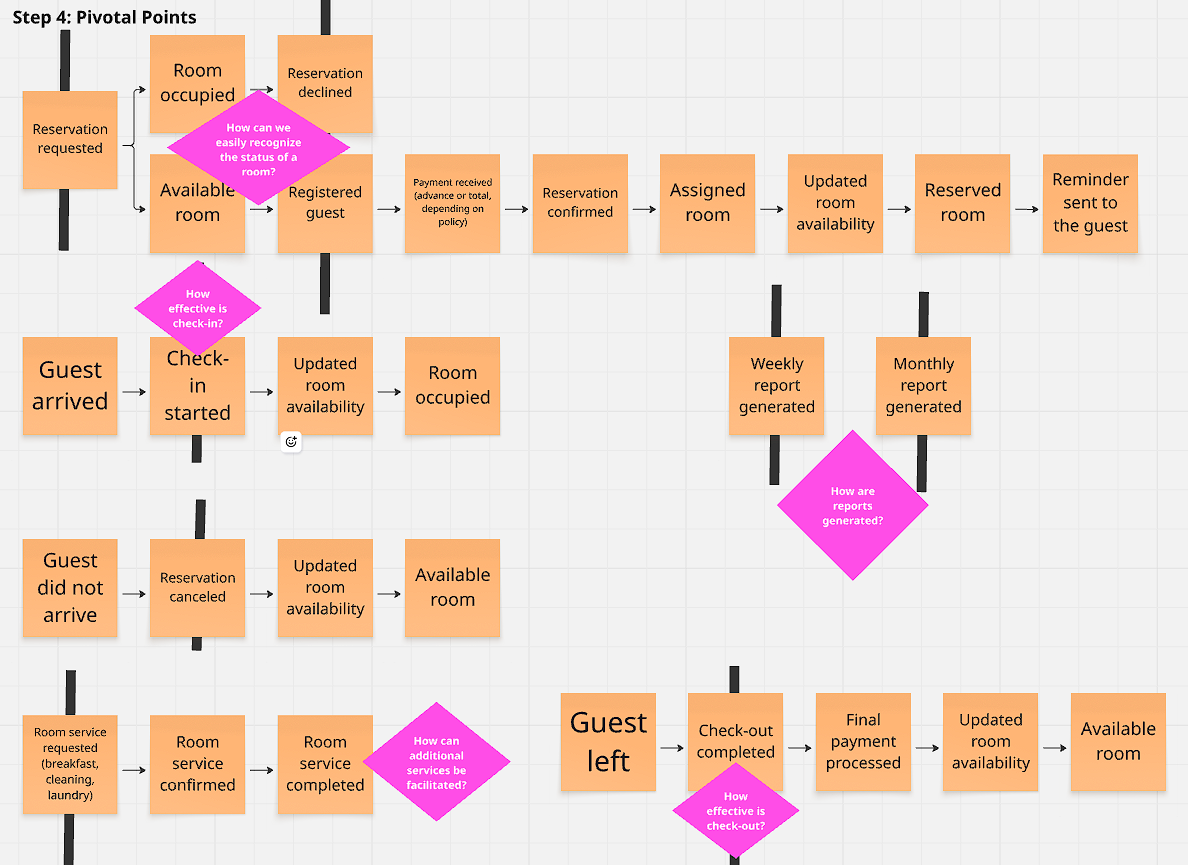 Step 4: Pivotal Points
Reservation
requested
Room
occupied
Reservation
declined
How can we
easily recognize
the status of a
room?
Available
room
Registered
guest
Payment received
(advance or total,
depending on
policy)
Reservation
confirmed
Assigned
room
Updated
room
availability
Reserved
room
Reminder
sent to
the guest
How
effective is
check-in?
Guest
arrived
Check-
in
started
Updated
room
availability
Room
occupied
Weekly
report
generated
Monthly
report
generated
How are
reports
generated?
Guest
did not
arrive
Reservation
canceled
Updated
room
availability
Available
room
Room service
requested
(breakfast,
cleaning,
laundry)
Room
service
confirmed
Room
service
completed
How can
additional
services be
facilitated?
Guest
left
Check-out
completed
Final
payment
processed
Updated
room
availability
Available
room
How
effective is
check-out?